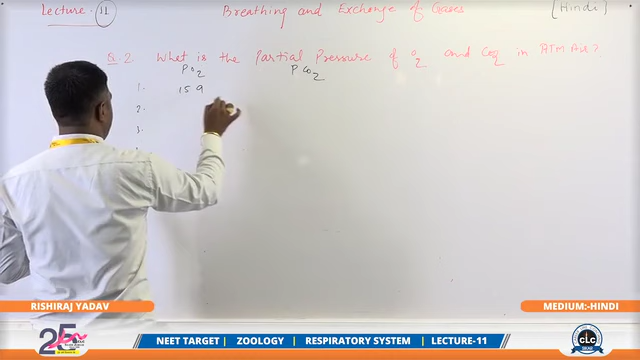 Lecture. 11 Breathing and Exchange of Gases [Hindi]
Q.2 What is the Partial Pressure of O2 and CO2 in ATM Air?
PO2 PCO2
1. 159
2.
3.
RISHIRAJ YADAV MEDIUM:-HINDI
25
NEET TARGET | ZOOLOGY | RESPIRATORY SYSTEM | LECTURE-11
CLC